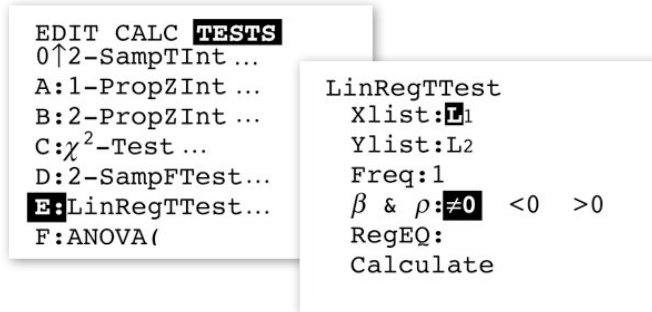 EDIT CALC TESTS
0↑2-SampTInt ...
A:1-PropZInt ...
B:2-PropZInt ...
C:χ²-Test ...
D:2-SampFTest...
E:LinRegTTest...
F:ANOVA(
LinRegTTest
Xlist:L1
Ylist:L2
Freq:1
β & ρ:≠0 <0 >0
RegEQ:
Calculate